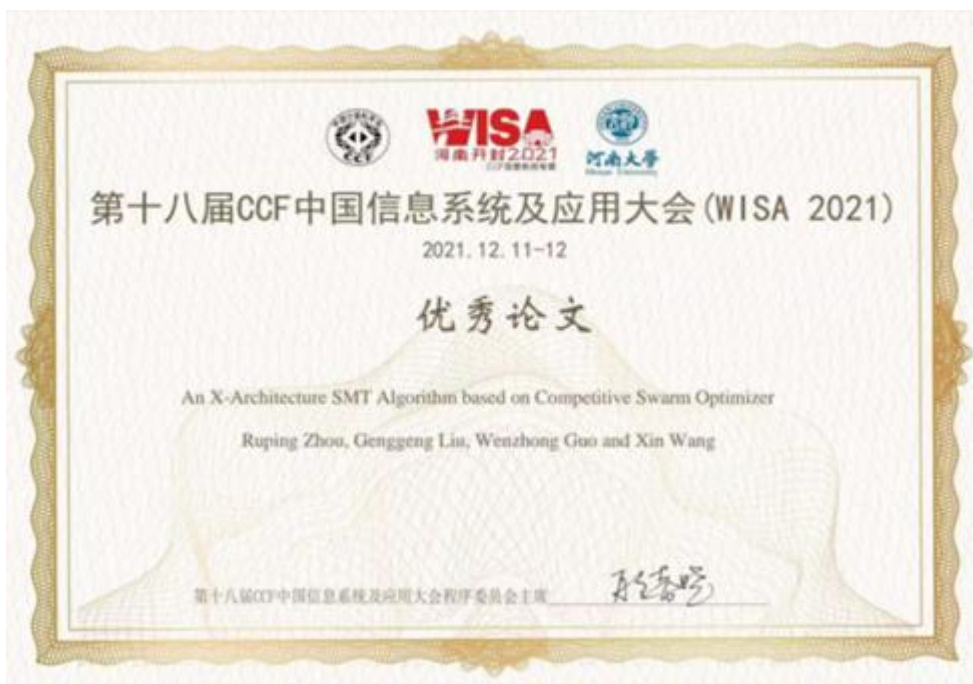 CCF
WISA
河南开封2021
河南大学
Henan University
第十八届CCF中国信息系统及应用大会(WISA 2021)
2021.12.11-12
优秀论文
An X-Architecture SMT Algorithm based on Competitive Swarm Optimizer
Ruping Zhou, Genggeng Liu, Wenzhong Guo and Xin Wang
第十八届CCF中国信息系统及应用大会程序委员会主席